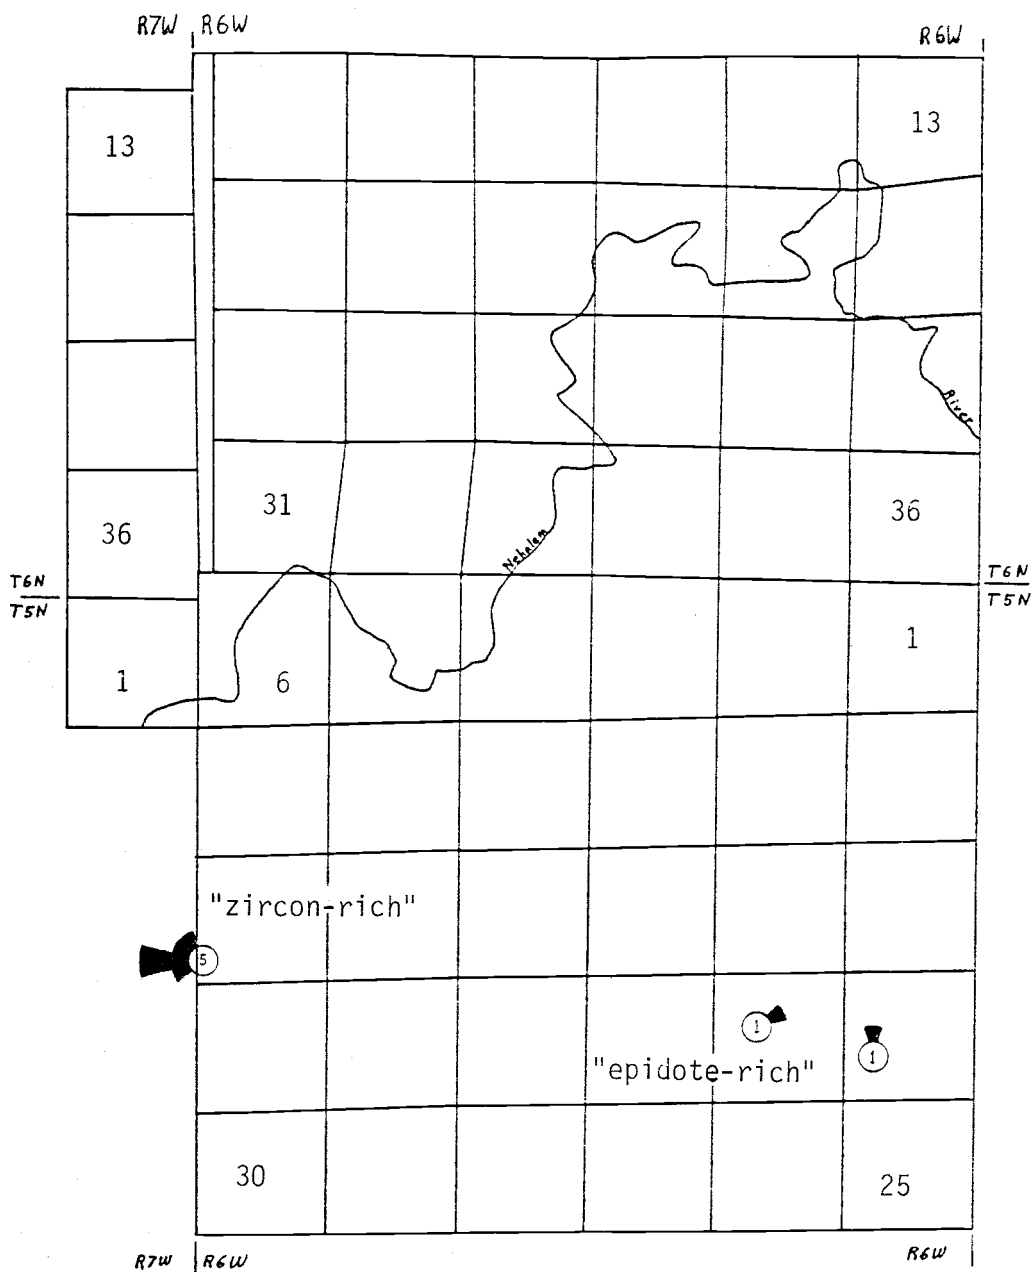 R7W R6W
R6W
13
13
River
31
36
36
Nehalem
T6N
T5N
T6N
T5N
1
1
6
"zircon-rich"
5
1
1
"epidote-rich"
30
25
R7W R6W
R6W